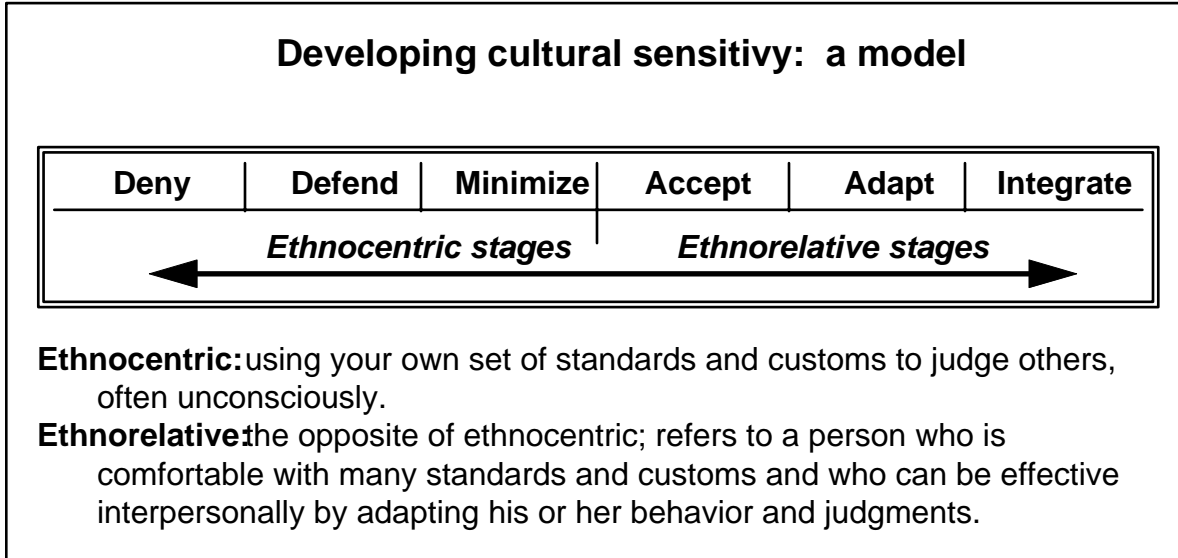 Developing cultural sensitivy: a model
Deny Defend Minimize Accept Adapt Integrate
Ethnocentric stages Ethnorelative stages
Ethnocentric: using your own set of standards and customs to judge others,
often unconsciously.
Ethnorelative: the opposite of ethnocentric; refers to a person who is
comfortable with many standards and customs and who can be effective
interpersonally by adapting his or her behavior and judgments.